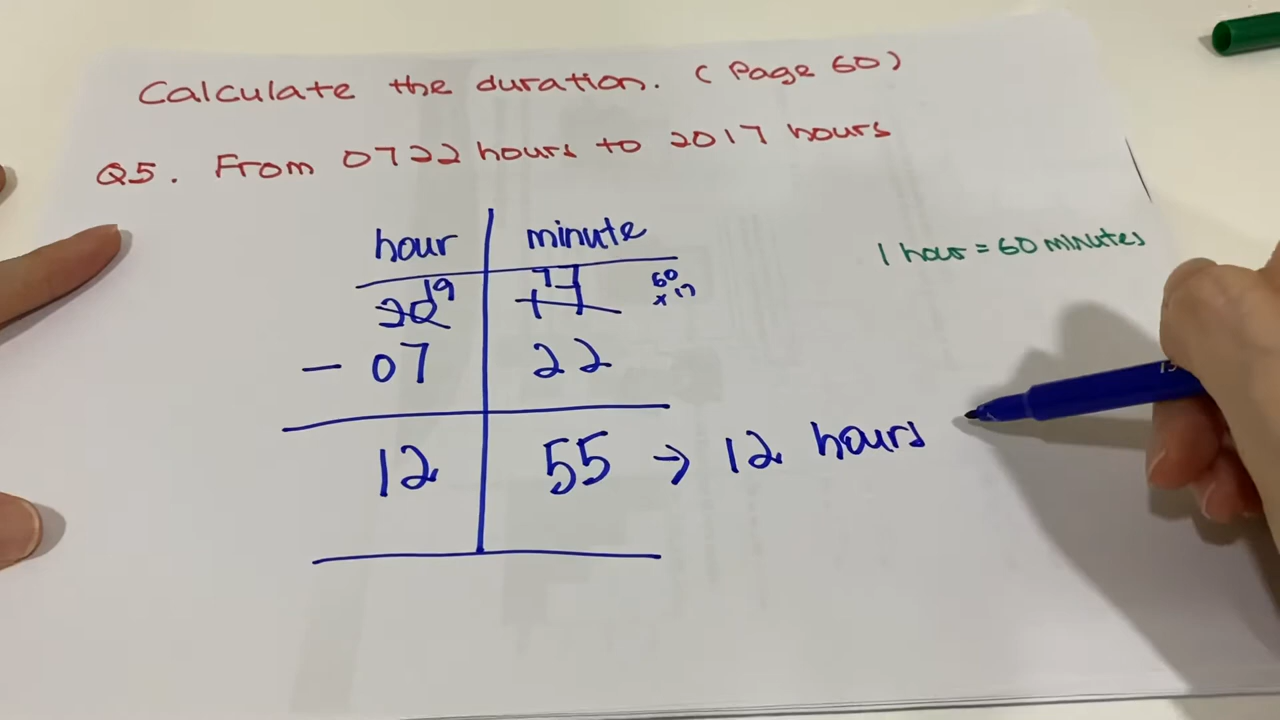 Calculate the duration. (Page 60)
Q5. From 0722 hours to 2017 hours
hour minute
1 hour = 60 minutes
19 77 60
20 17 + 17
- 07 22
12 55 → 12 hours